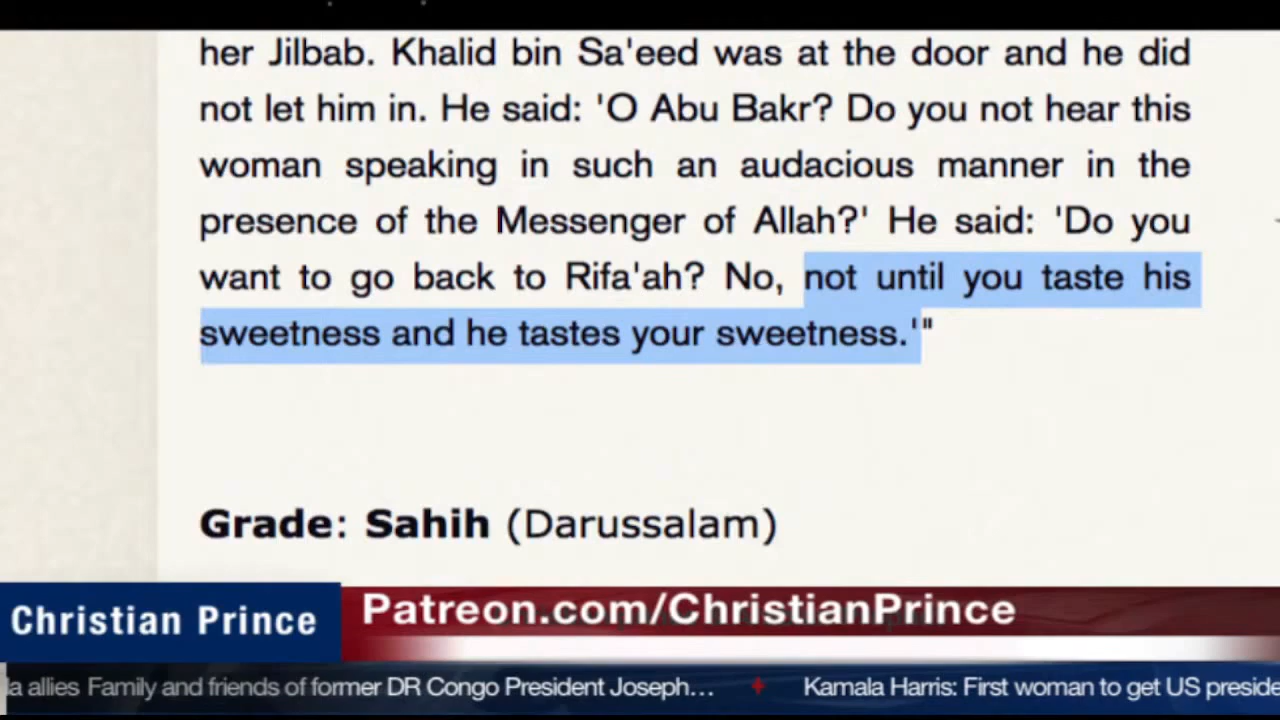 her Jilbab. Khalid bin Sa'eed was at the door and he did
not let him in. He said: 'O Abu Bakr? Do you not hear this
woman speaking in such an audacious manner in the
presence of the Messenger of Allah?' He said: 'Do you
want to go back to Rifa'ah? No, not until you taste his
sweetness and he tastes your sweetness.'"
Grade: Sahih (Darussalam)
Christian Prince
Patreon.com/ChristianPrince
la allies Family and friends of former DR Congo President Joseph... Kamala Harris: First woman to get US preside